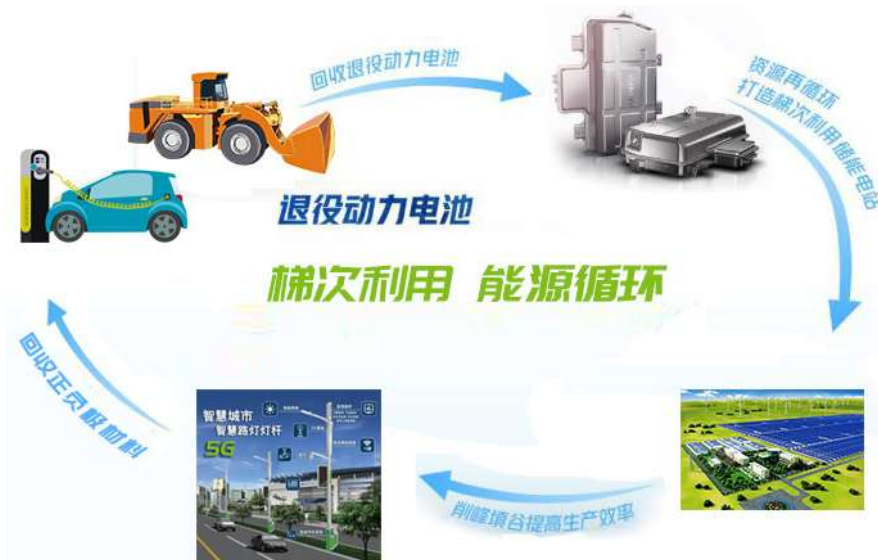 回收退役动力电池
资源再循环
打造梯次利用储能电站
退役动力电池
梯次利用 能源循环
回收正负极材料
智慧城市
智慧路灯灯杆
5G
削峰填谷提高生产效率